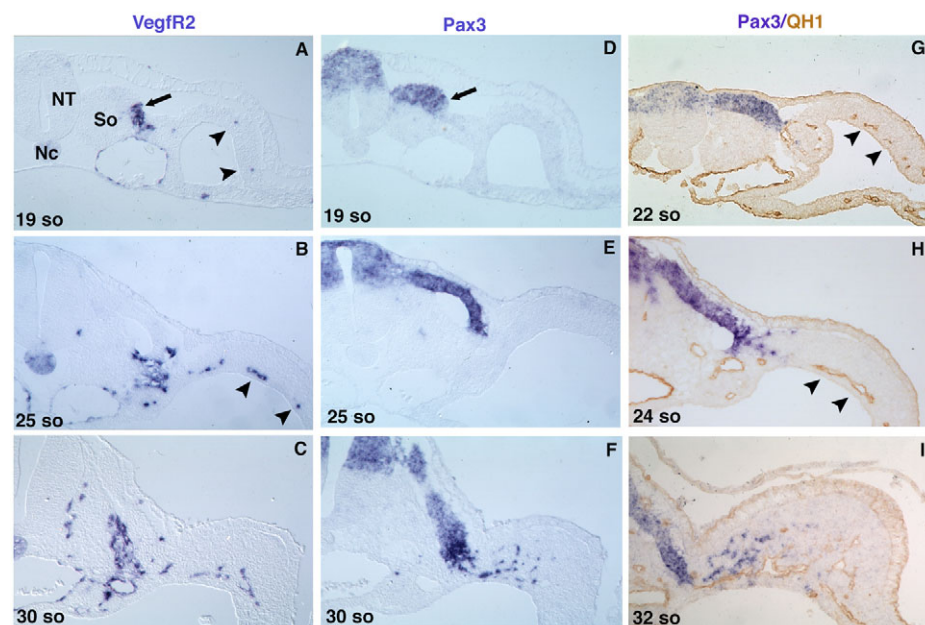 VegfR2
Pax3
Pax3/QH1
A
D
G
NT
So
Nc
19 so
19 so
22 so
B
E
H
25 so
25 so
24 so
C
F
I
30 so
30 so
32 so